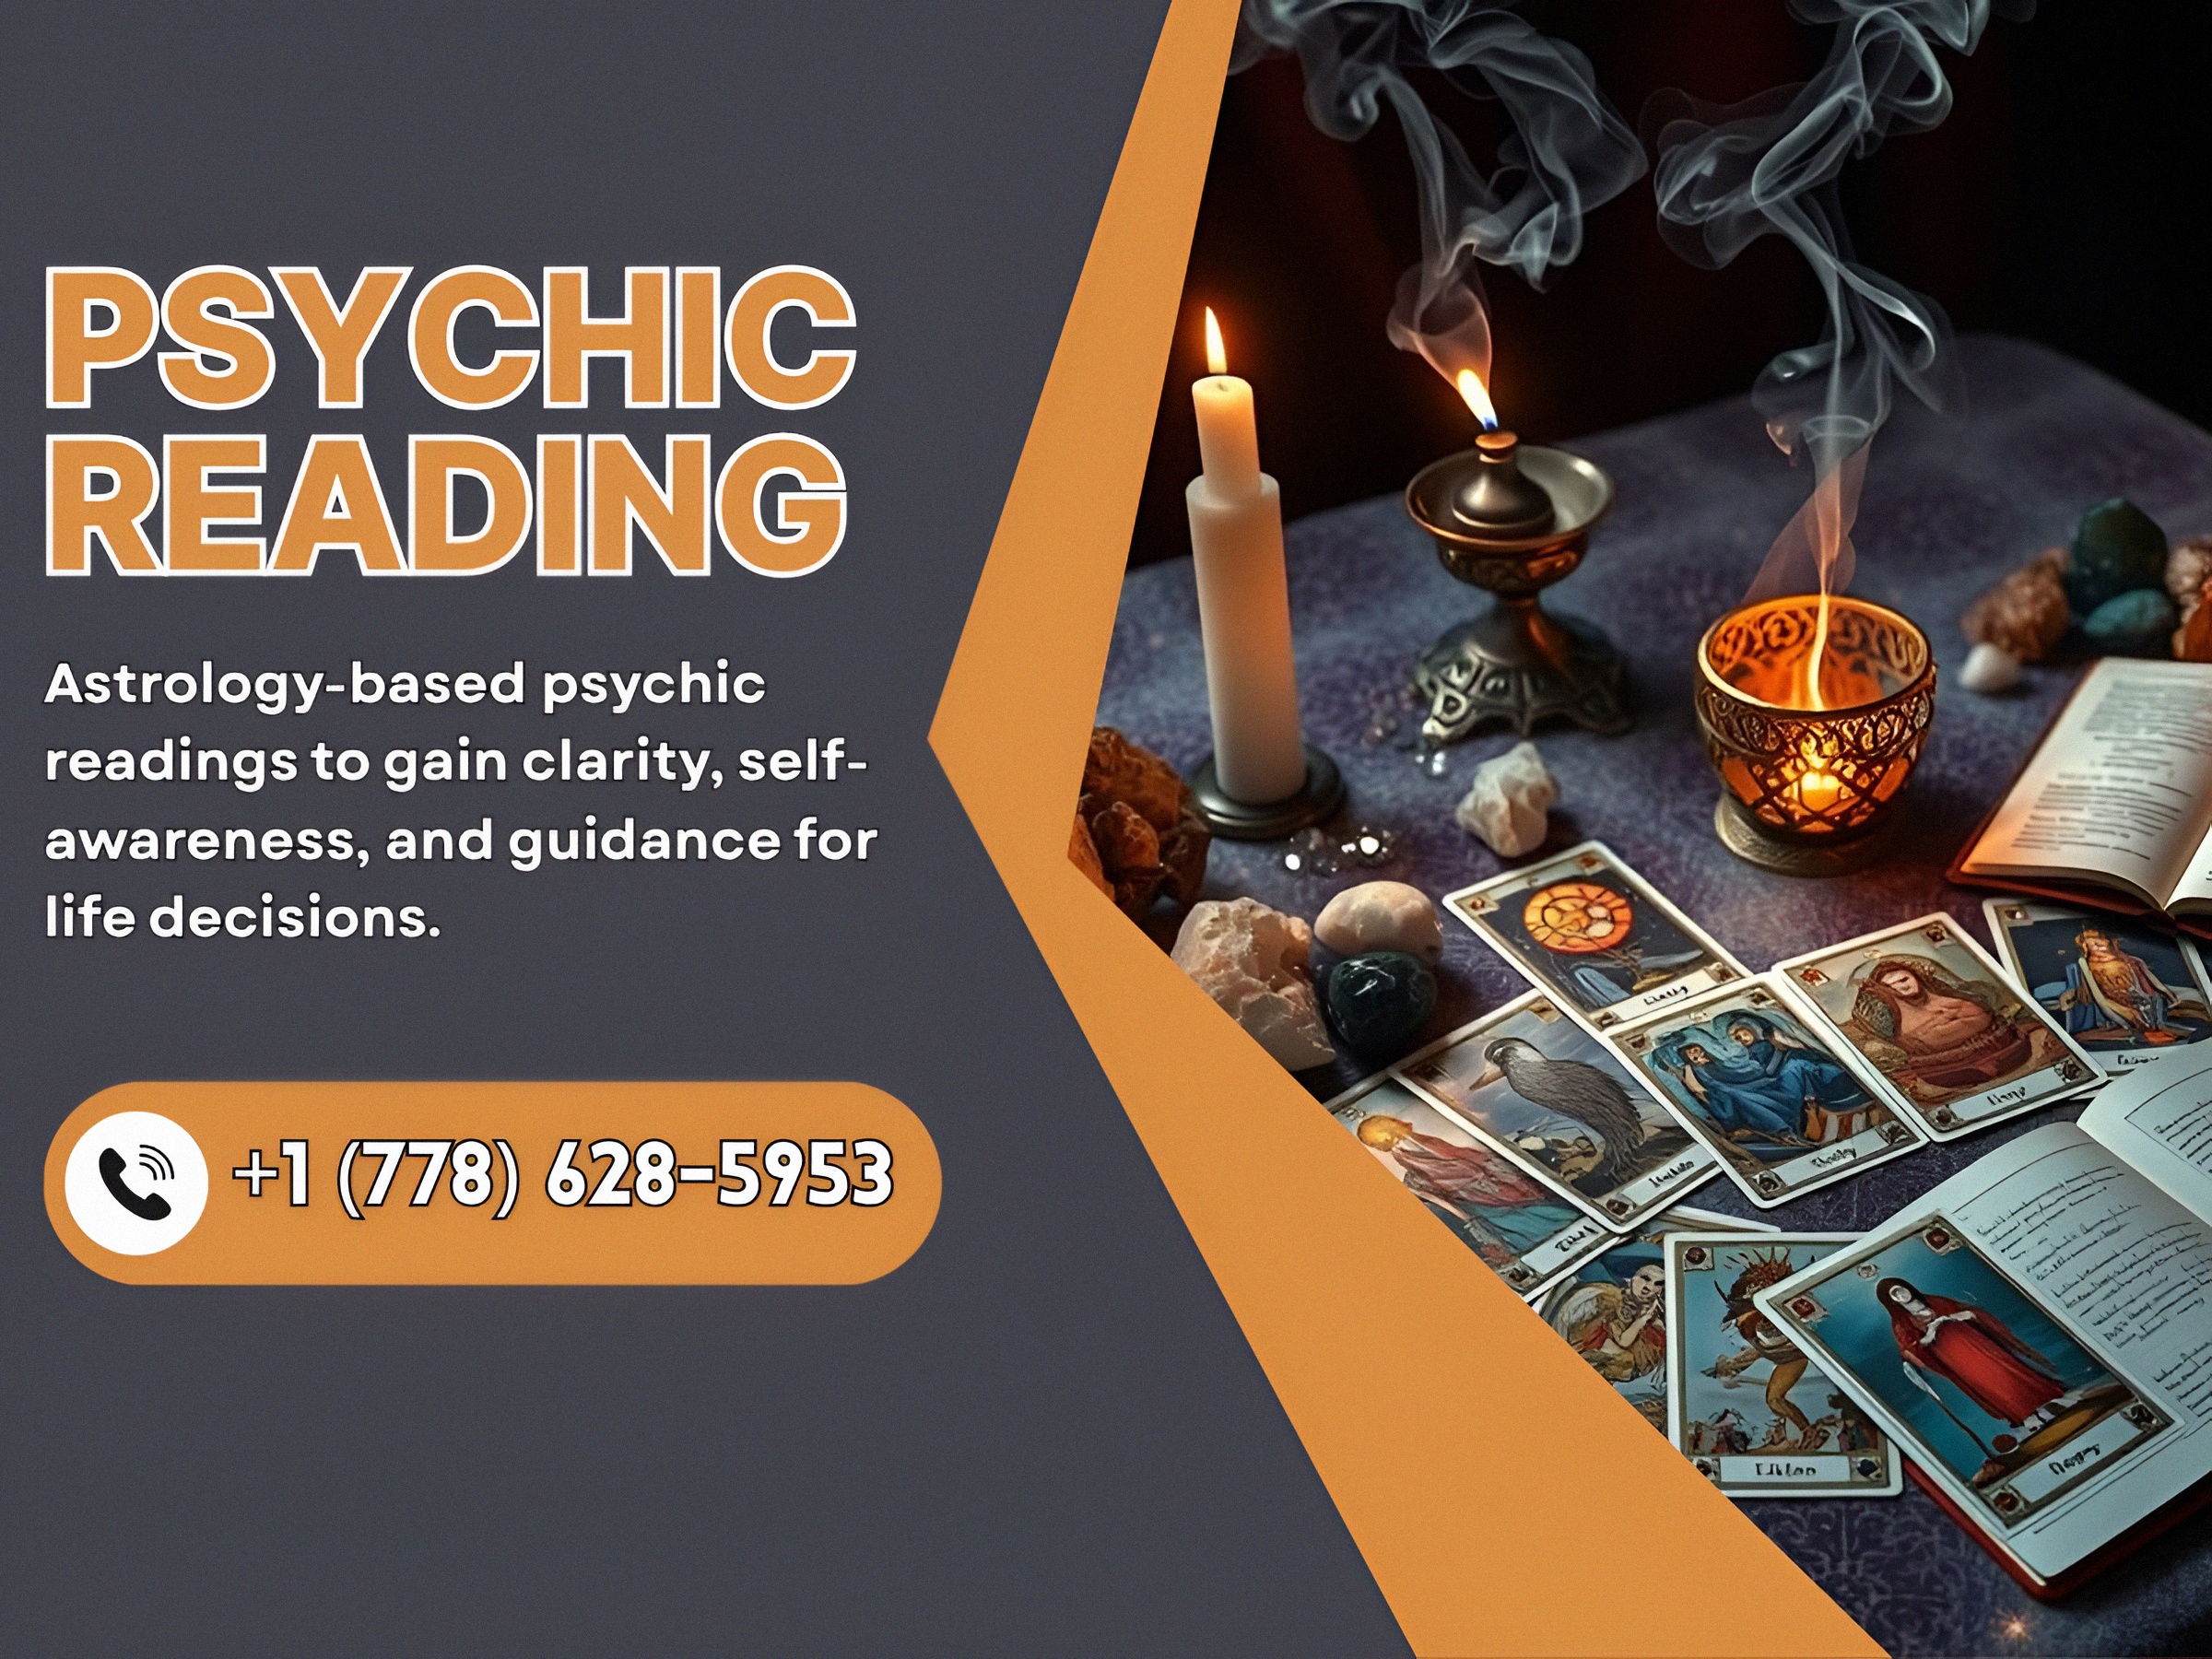 PSYCHIC
READING
Astrology-based psychic
readings to gain clarity, self-
awareness, and guidance for
life decisions.
+1 (778) 628-5953